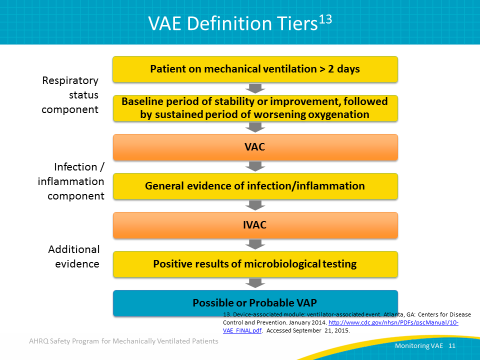 VAE Definition Tiers13
Respiratory
status
component
Patient on mechanical ventilation > 2 days
Baseline period of stability or improvement, followed
by sustained period of worsening oxygenation
VAC
Infection /
inflammation
component
General evidence of infection/inflammation
IVAC
Additional
evidence
Positive results of microbiological testing
Possible or Probable VAP
13. Device-associated module: ventilator-associated event. Atlanta, GA: Centers for Disease
Control and Prevention. January 2014. http://www.cdc.gov/nhsn/PDFs/pscManual/10-
VAE_FINAL.pdf. Accessed September 21, 2015.
AHRQ Safety Program for Mechanically Ventilated Patients
Monitoring VAE 11